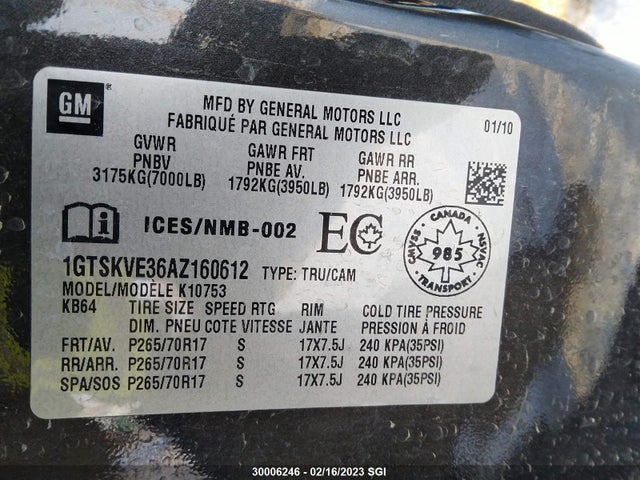 GM
MFD BY GENERAL MOTORS LLC
FABRIQUÉ PAR GENERAL MOTORS LLC
01/10
GVWR GAWR FRT GAWR RR
PNBV PNBE AV. PNBE ARR.
3175KG(7000LB) 1792KG(3950LB) 1792KG(3950LB)
ICES/NMB-002 EC
CANADA
CMVSS NSVAC
985
TRANSPORT
1GTSKVE36AZ160612 TYPE: TRU/CAM
MODEL/MODÈLE K10753
KB64 TIRE SIZE SPEED RTG RIM COLD TIRE PRESSURE
DIM. PNEU COTE VITESSE JANTE PRESSION À FROID
FRT/AV. P265/70R17 S 17X7.5J 240 KPA(35PSI)
RR/ARR. P265/70R17 S 17X7.5J 240 KPA(35PSI)
SPA/SOS P265/70R17 S 17X7.5J 240 KPA(35PSI)
30006246 - 02/16/2023 SGI